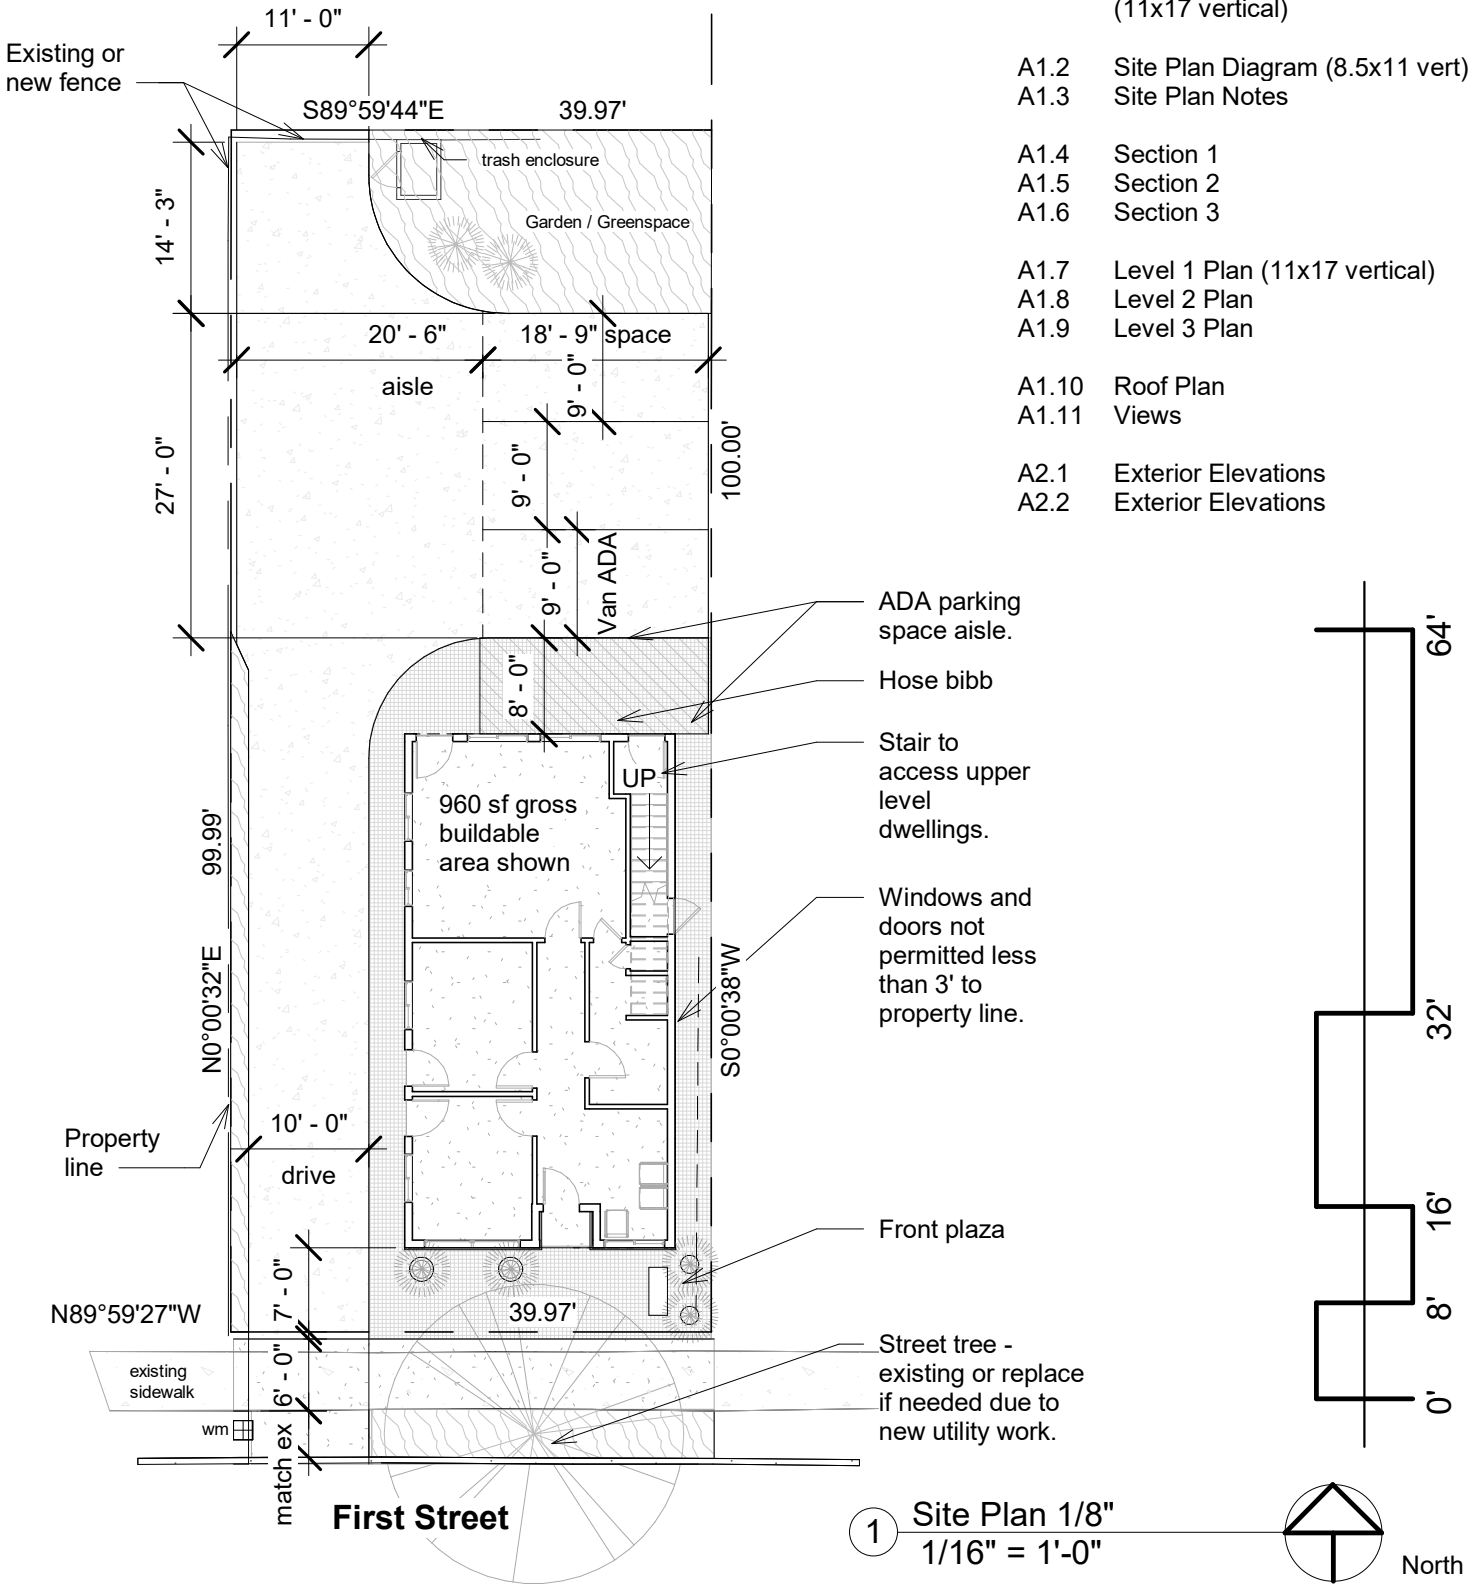 (11x17 vertical)
A1.2 Site Plan Diagram (8.5x11 vert)
A1.3 Site Plan Notes
A1.4 Section 1
A1.5 Section 2
A1.6 Section 3
A1.7 Level 1 Plan (11x17 vertical)
A1.8 Level 2 Plan
A1.9 Level 3 Plan
A1.10 Roof Plan
A1.11 Views
A2.1 Exterior Elevations
A2.2 Exterior Elevations
11' - 0"
Existing or
new fence
S89°59'44"E
39.97'
trash enclosure
Garden / Greenspace
14' - 3"
20' - 6"
18' - 9" space
aisle
9' - 0"
27' - 0"
9' - 0"
100.00'
9' - 0"
Van ADA
ADA parking
space aisle.
8' - 0"
Hose bibb
Stair to
access upper
level
dwellings.
UP
960 sf gross
buildable
area shown
99.99'
N0°00'32"E
Windows and
doors not
permitted less
than 3' to
property line.
S0°00'38"W
Property
line
10' - 0"
drive
Front plaza
7' - 0"
N89°59'27"W
39.97'
existing
sidewalk
6' - 0"
wm
match ex
Street tree -
existing or replace
if needed due to
new utility work.
First Street
64'
32'
16'
8'
0'
1
Site Plan 1/8"
1/16" = 1'-0"
North